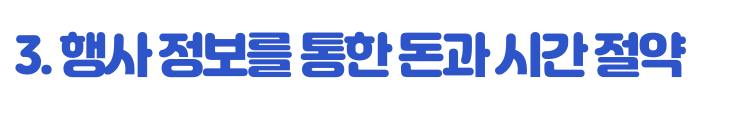 3. 행사 정보를 통한 돈과 시간 절약